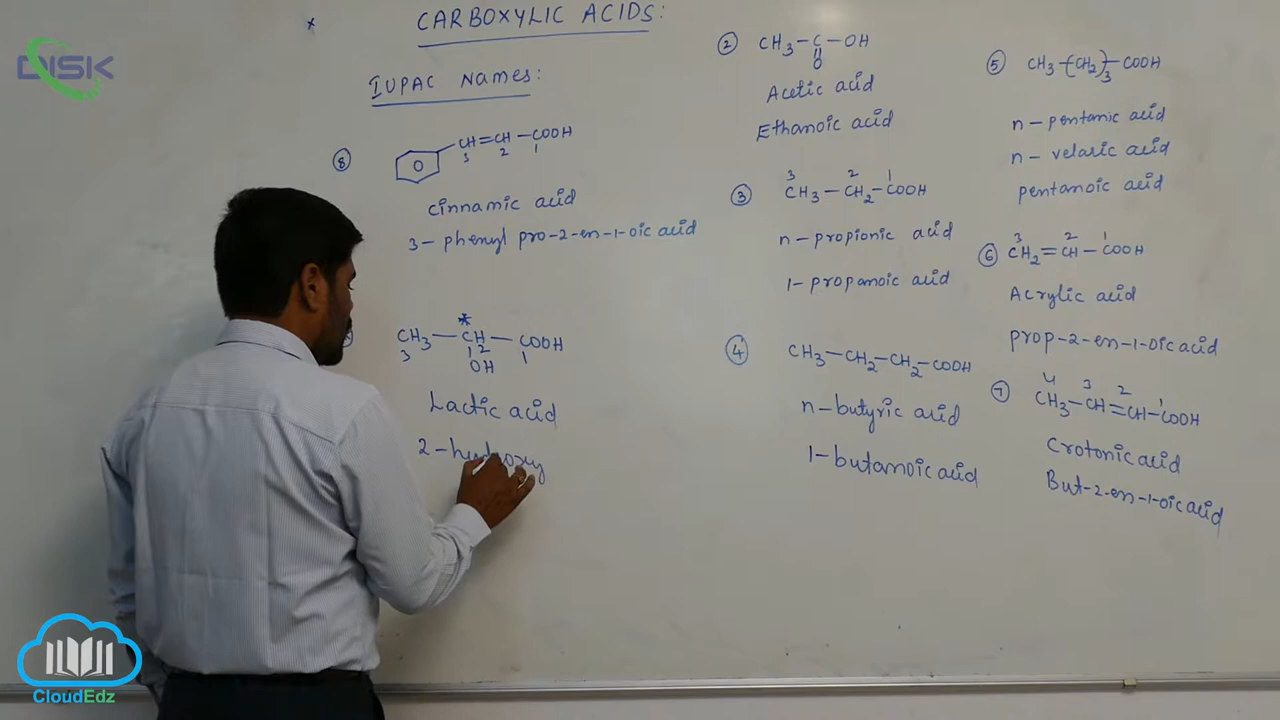 DISK
* CARBOXYLIC ACIDS:
IUPAC Names:
⑧
CH=CH-COOH
3 2 1
cinnamic acid
3-phenyl pro-2-en-1-oic acid
*
CH3-CH-COOH
3 2 1
OH
Lactic acid
2-hydroxy
② CH3-C-OH
O
Acetic acid
Ethanoic acid
3 2 1
③ CH3-CH2-COOH
n-propionic acid
1-propanoic acid
④ CH3-CH2-CH2-COOH
n-butyric acid
1-butanoic acid
⑤ CH3-(CH2)3-COOH
n-pentanic acid
n-velaric acid
pentanoic acid
3 2 1
⑥ CH2=CH-COOH
Acrylic acid
prop-2-en-1-oic acid
4 3 2 1
⑦ CH3-CH=CH-COOH
Crotonic acid
But-2-en-1-oic acid
CloudEdz